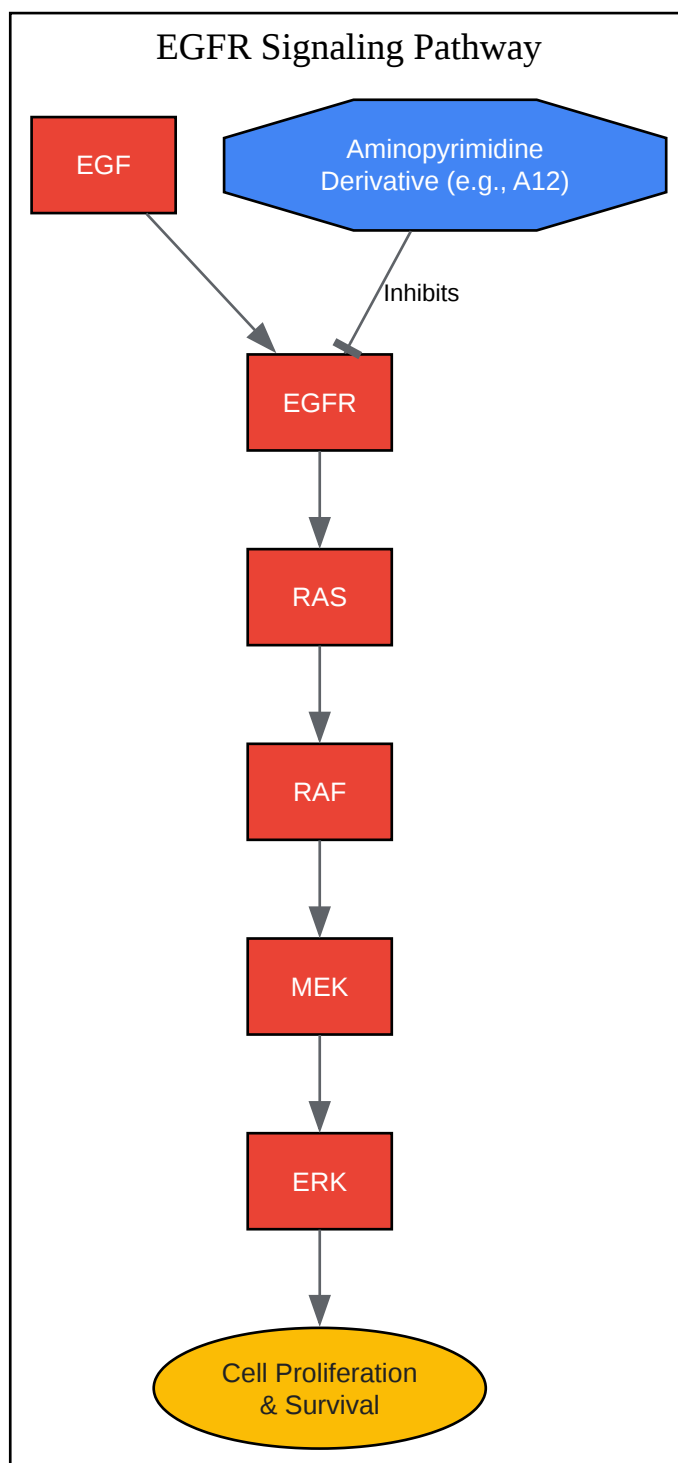 EGFR Signaling Pathway
EGF
Aminopyrimidine
Derivative (e.g., A12)
Inhibits
EGFR
RAS
RAF
MEK
ERK
Cell Proliferation
& Survival